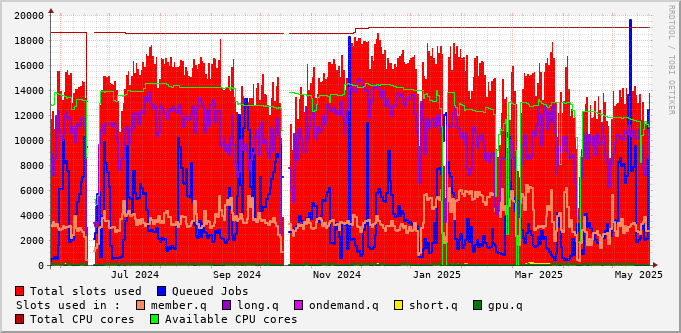 20000
18000
16000
14000
12000
10000
8000
6000
4000
2000
0
Jul 2024 Sep 2024 Nov 2024 Jan 2025 Mar 2025 May 2025
RRDTOOL / TOBI OETIKER
Total slots used Queued Jobs
Slots used in : member.q long.q ondemand.q short.q gpu.q
Total CPU cores Available CPU cores